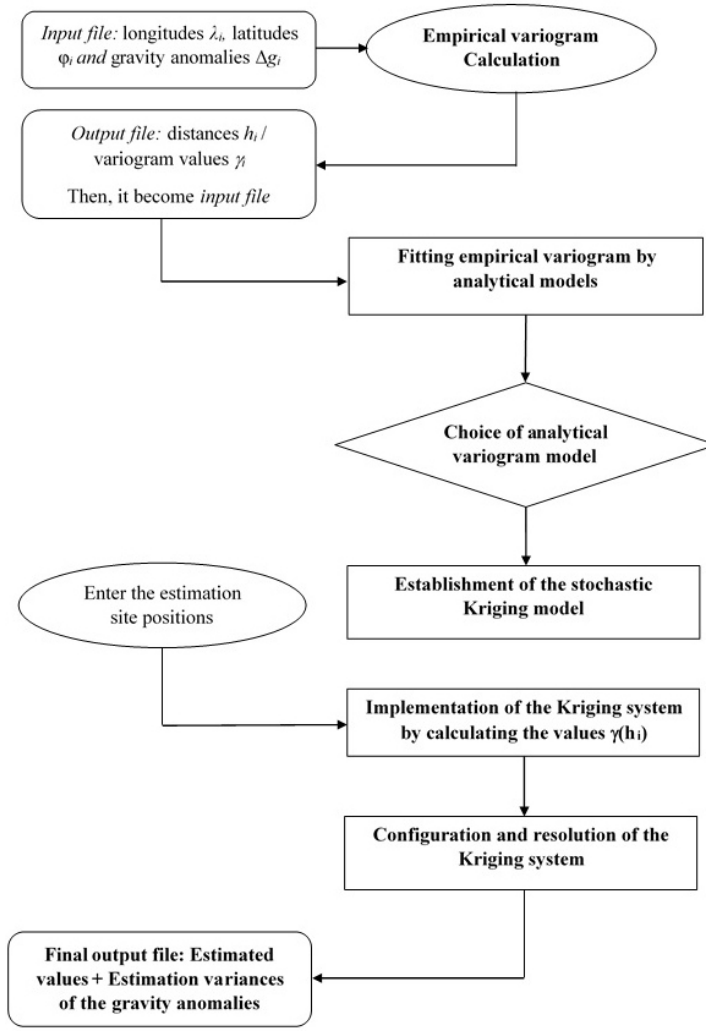 Input file: longitudes λi, latitudes
φi and gravity anomalies Δgi
Empirical variogram
Calculation
Output file: distances hi /
variogram values γi
Then, it become input file
Fitting empirical variogram by
analytical models
Choice of analytical
variogram model
Establishment of the stochastic
Kriging model
Enter the estimation
site positions
Implementation of the Kriging system
by calculating the values γ(hi)
Configuration and resolution of the
Kriging system
Final output file: Estimated
values + Estimation variances
of the gravity anomalies